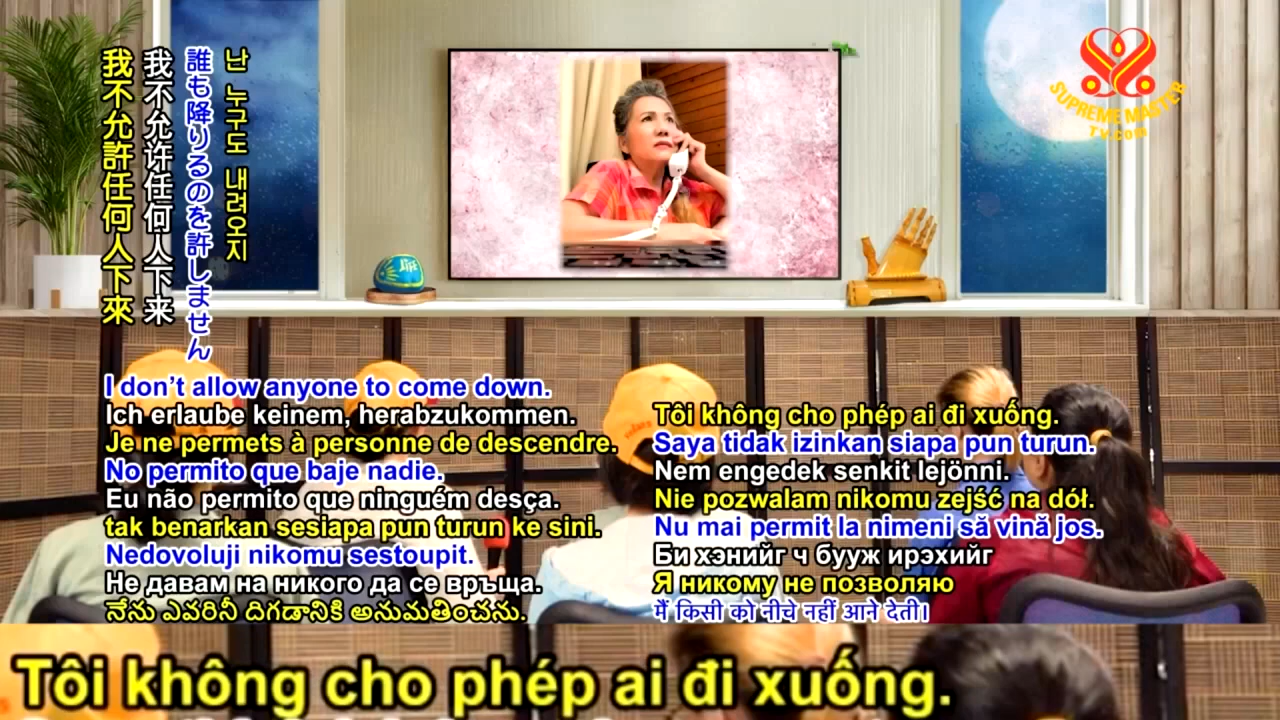 我不允許任何人下來
我不允许任何人下来
誰も降りるのを許しません
난 누구도 내려오지
SUPREME MASTER
TV.COM
LIFE
I don't allow anyone to come down.
Ich erlaube keinem, herabzukommen.
Je ne permets à personne de descendre.
No permito que baje nadie.
Eu não permito que ninguém desça.
tak benarkan sesiapa pun turun ke sini.
Nedovoluji nikomu sestoupit.
Не давам на никого да се връща.
నేను ఎవరినీ దిగడానికి అనుమతించను.
Tôi không cho phép ai đi xuống.
Saya tidak izinkan siapa pun turun.
Nem engedek senkit lejönni.
Nie pozwalam nikomu zejść na dół.
Nu mai permit la nimeni să vină jos.
Би хэнийг ч бууж ирэхийг
Я никому не позволяю
मैं किसी को नीचे नहीं आने देती।
Tôi không cho phép ai đi xuống.